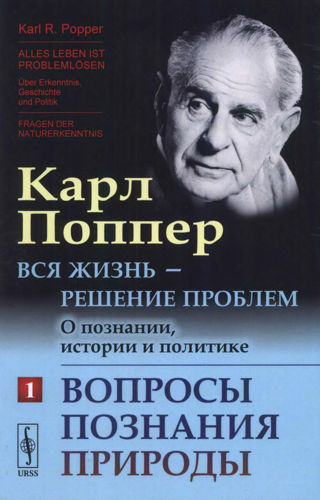 Karl R. Popper
ALLES LEBEN IST
PROBLEMLÖSEN
Über Erkenntnis,
Geschichte
und Politik
FRAGEN DER
NATURERKENNTNIS
Карл
Поппер
ВСЯ ЖИЗНЬ –
РЕШЕНИЕ ПРОБЛЕМ
О познании,
истории и политике
1
ВОПРОСЫ
ПОЗНАНИЯ
ПРИРОДЫ
URSS